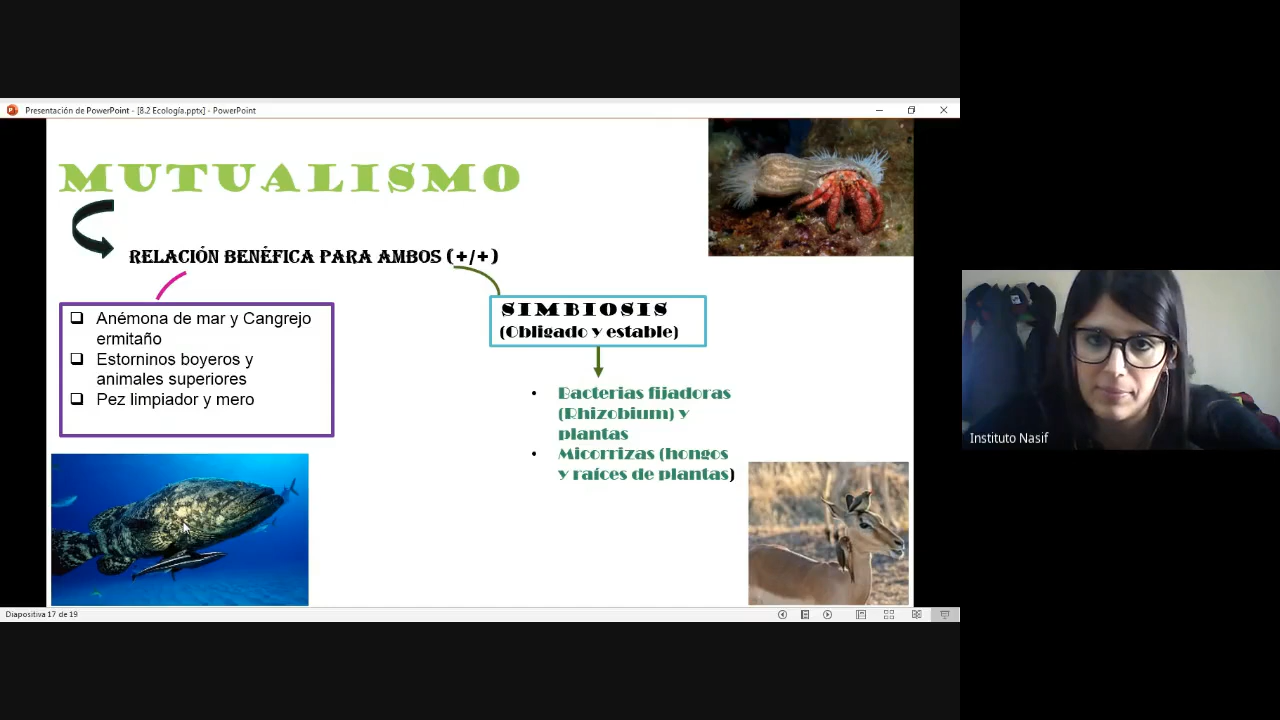 Presentación de PowerPoint - [8.2 Ecología.pptx] - PowerPoint
MUTUALISMO
RELACIÓN BENÉFICA PARA AMBOS (+/+)
Anémona de mar y Cangrejo
ermitaño
Estorninos boyeros y
animales superiores
Pez limpiador y mero
SIMBIOSIS
(Obligado y estable)
• Bacterias fijadoras
(Rhizobium) y
plantas
• Micorrizas (hongos
y raíces de plantas)
Instituto Nasif
Diapositiva 17 de 19